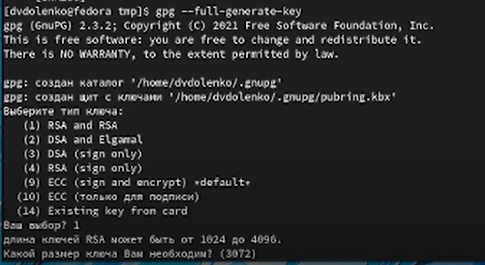 [dvdolenko@fedora tmp]$ gpg --full-generate-key
gpg (GnuPG) 2.3.2; Copyright (C) 2021 Free Software Foundation, Inc.
This is free software: you are free to change and redistribute it.
There is NO WARRANTY, to the extent permitted by law.
gpg: создан каталог '/home/dvdolenko/.gnupg'
gpg: создан щит с ключами '/home/dvdolenko/.gnupg/pubring.kbx'
Выберите тип ключа:
(1) RSA and RSA
(2) DSA and Elgamal
(3) DSA (sign only)
(4) RSA (sign only)
(9) ECC (sign and encrypt) *default*
(10) ECC (только для подписи)
(14) Existing key from card
Ваш выбор? 1
длина ключей RSA может быть от 1024 до 4096.
Какой размер ключа Вам необходим? (3072)